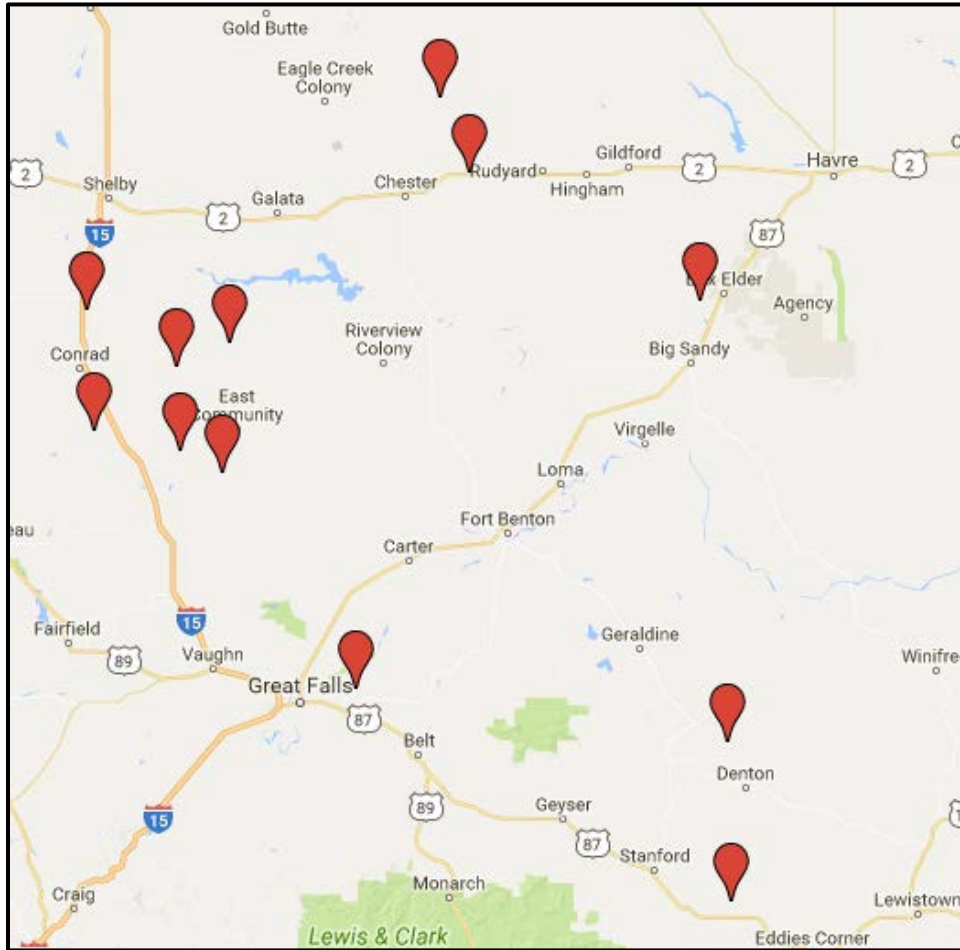 Gold Butte
Eagle Creek
Colony
2
Shelby
Galata
2
Chester
Rudyard
Hingham
Gildford
2
Havre
2
15
87
Elder
Agency
Conrad
Riverview
Colony
Big Sandy
East
Community
Virgelle
Loma
Fort Benton
eau
Carter
15
Fairfield
89
Vaughn
Geraldine
Winifre
Great Falls
87
Belt
Denton
15
89
Geyser
87
Stanford
Craig
Monarch
Lewistown
Lewis & Clark
Eddies Corner